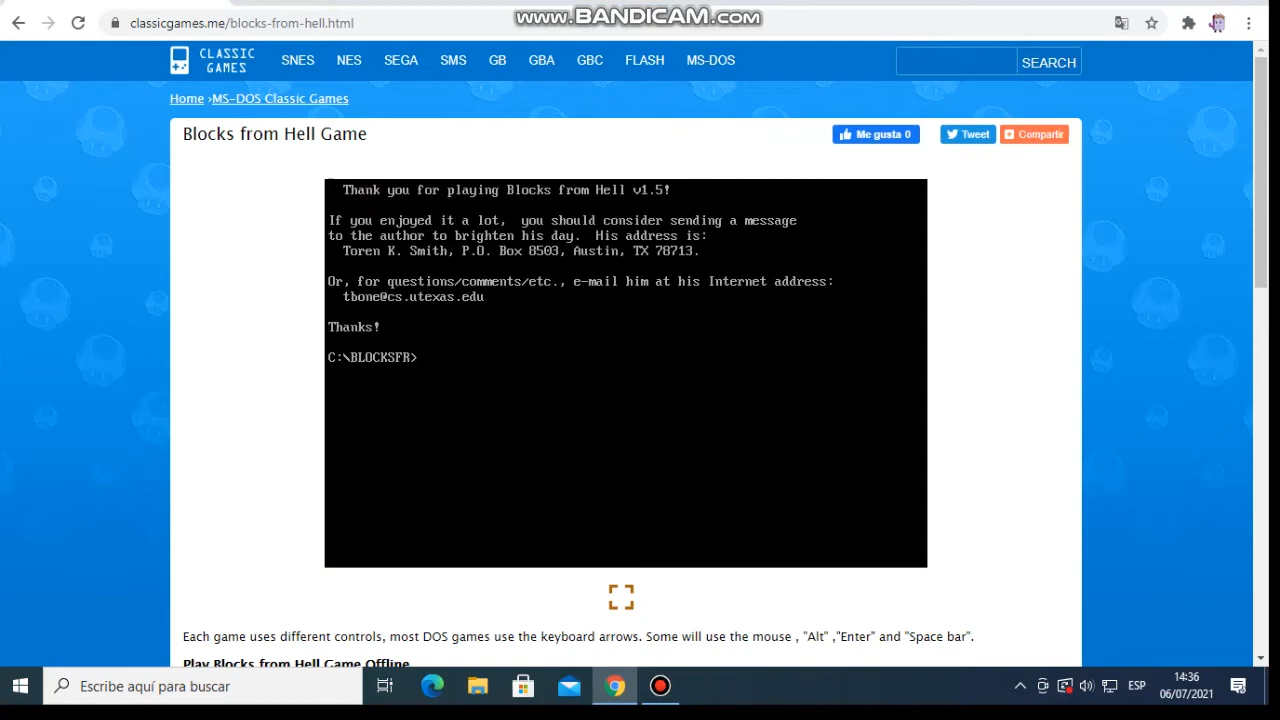 www.BANDICAM.com
classicgames.me/blocks-from-hell.html
CLASSIC GAMES
SNES NES SEGA SMS GB GBA GBC FLASH MS-DOS SEARCH
Home ›MS-DOS Classic Games
Blocks from Hell Game
Me gusta 0 Tweet Compartir
Thank you for playing Blocks from Hell v1.5!
If you enjoyed it a lot, you should consider sending a message
to the author to brighten his day. His address is:
Toren K. Smith, P.O. Box 8503, Austin, TX 78713.
Or, for questions/comments/etc., e-mail him at his Internet address:
tbone@cs.utexas.edu
Thanks!
C:\BLOCKSFR>
Each game uses different controls, most DOS games use the keyboard arrows. Some will use the mouse , "Alt" ,"Enter" and "Space bar".
Play Blocks from Hell Game Offline
Escribe aquí para buscar
ESP
14:36
06/07/2021